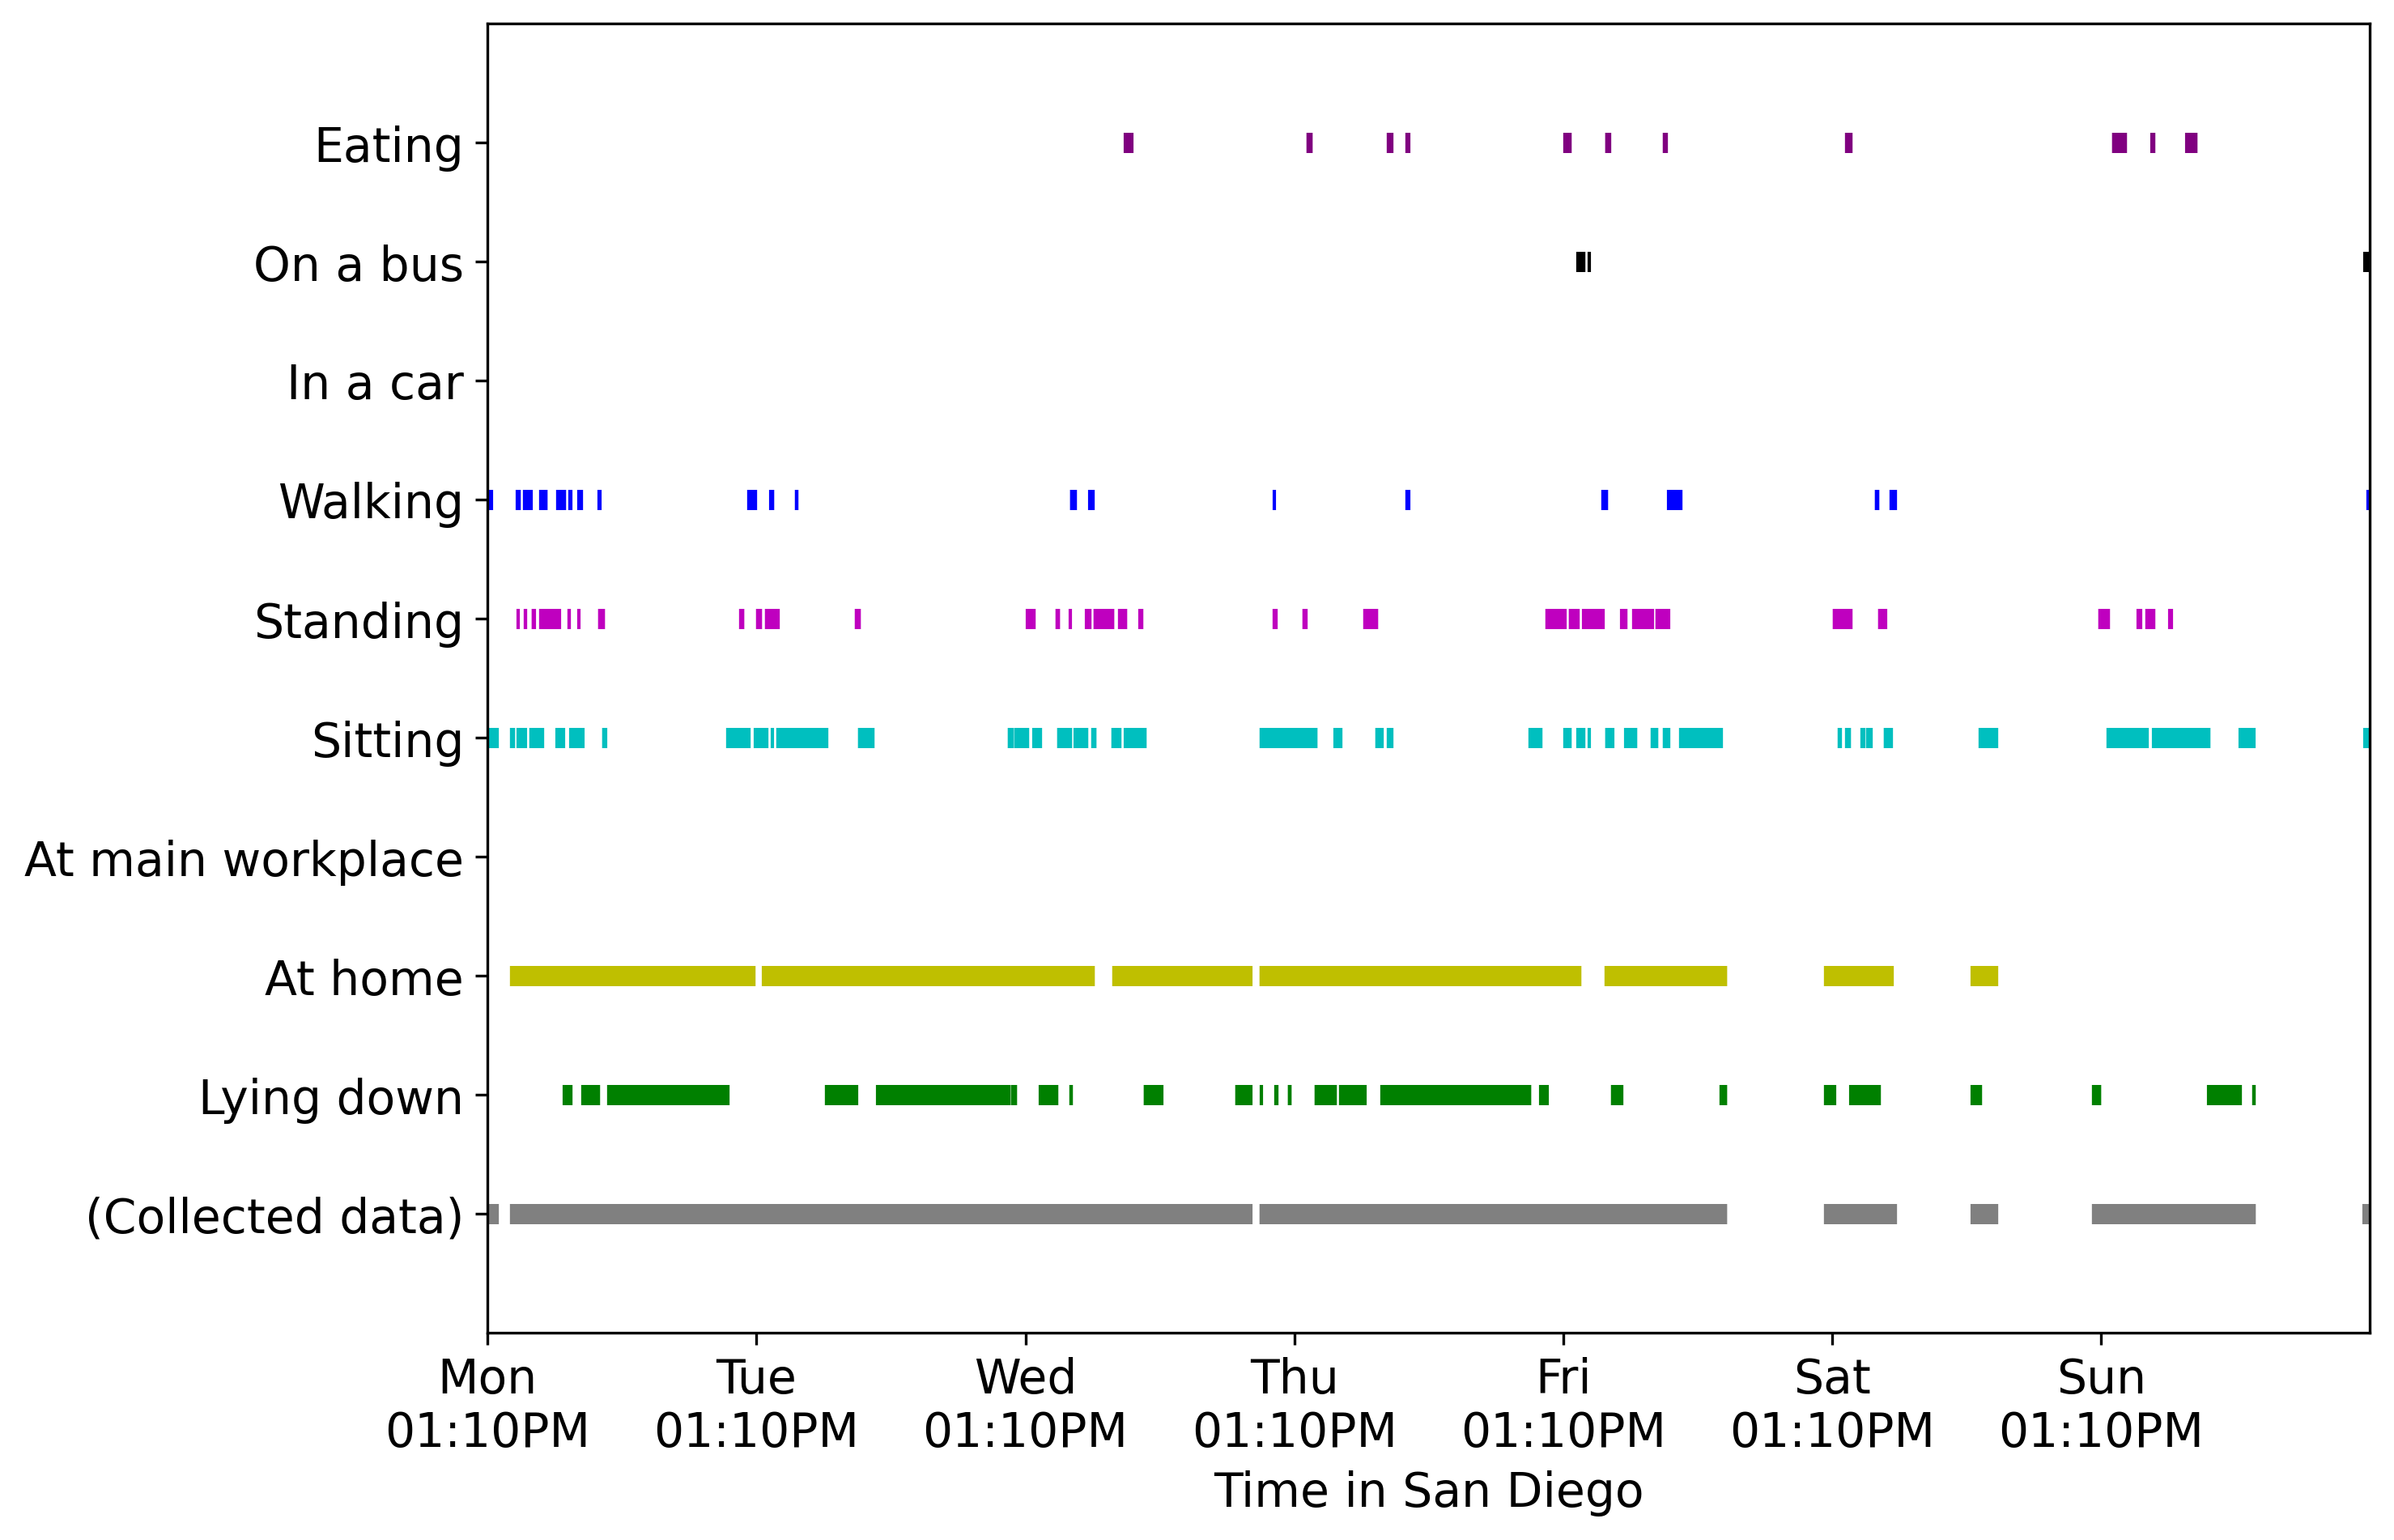 Eating
On a bus
In a car
Walking
Standing
Sitting
At main workplace
At home
Lying down
(Collected data)
Mon Tue Wed Thu Fri Sat Sun
01:10PM 01:10PM 01:10PM 01:10PM 01:10PM 01:10PM 01:10PM
Time in San Diego